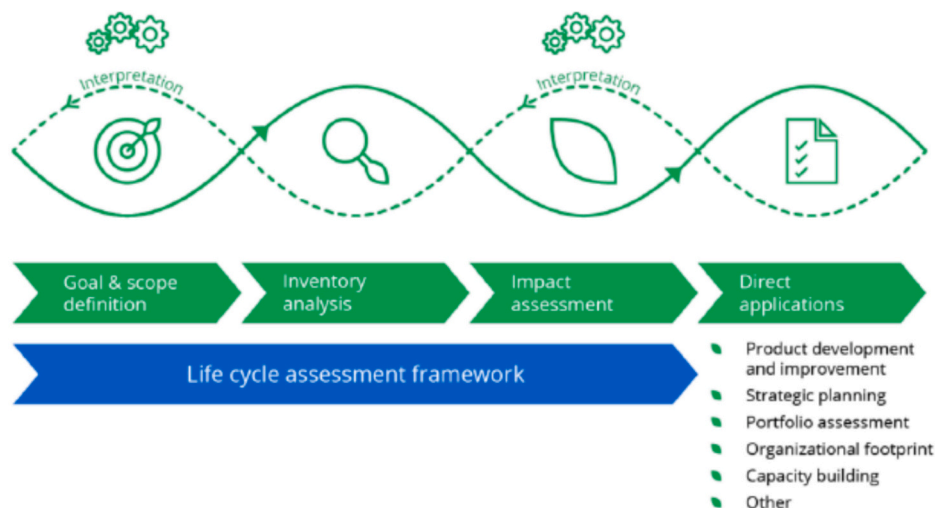 Interpretation
Interpretation
Goal & scope
definition
Inventory
analysis
Impact
assessment
Direct
applications
Life cycle assessment framework
Product development
and improvement
Strategic planning
Portfolio assessment
Organizational footprint
Capacity building
Other